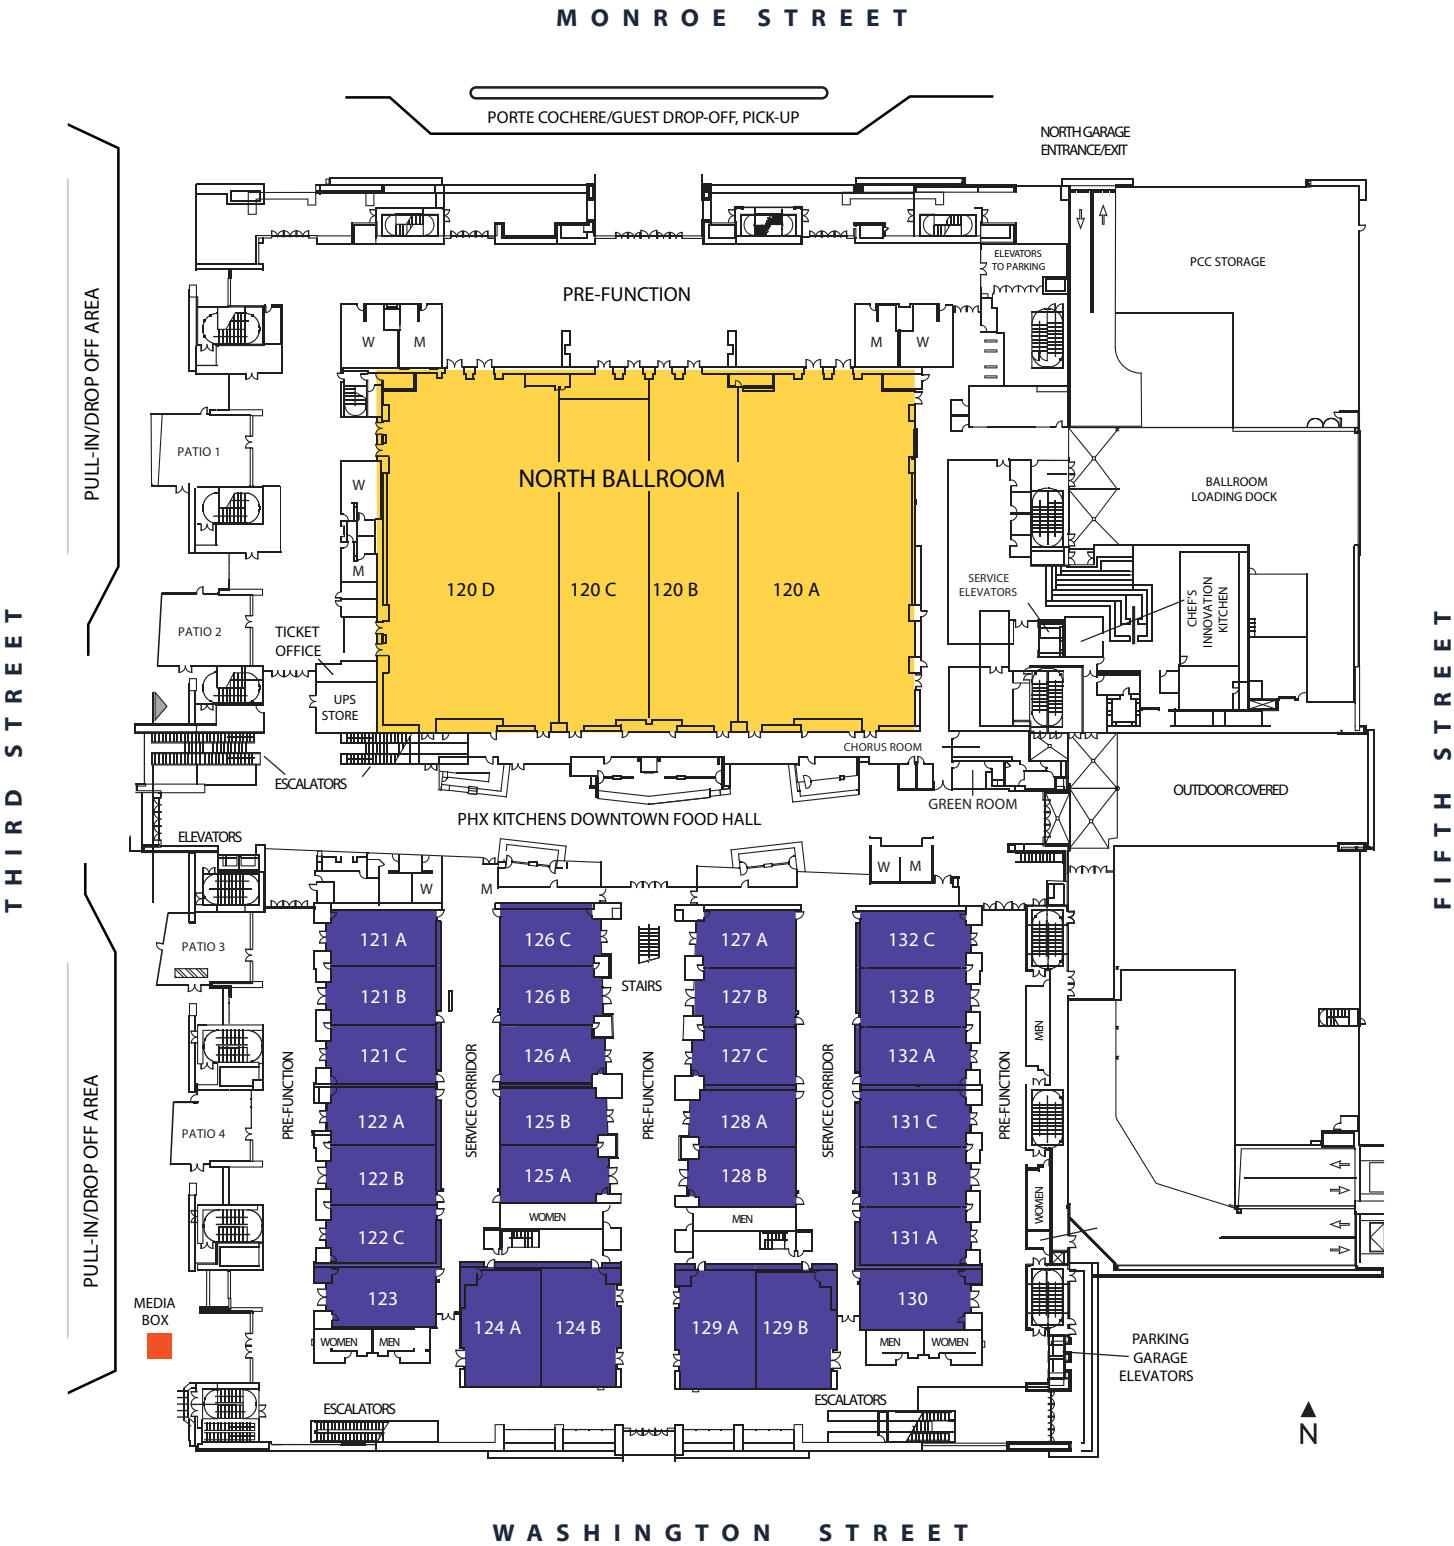 MONROE STREET
PORTE COCHERE/GUEST DROP-OFF, PICK-UP
NORTH GARAGE
ENTRANCE/EXIT
PULL-IN/DROP OFF AREA
ELEVATORS
TO PARKING
PCC STORAGE
PRE-FUNCTION
W
M
M
W
PATIO 1
NORTH BALLROOM
W
M
BALLROOM
LOADING DOCK
120 D
120 C
120 B
120 A
SERVICE
ELEVATORS
CHEF'S
INNOVATION
KITCHEN
PATIO 2
TICKET
OFFICE
UPS
STORE
THIRD STREET
FIFTH STREET
CHORUS ROOM
ESCALATORS
GREEN ROOM
OUTDOOR COVERED
PHX KITCHENS DOWNTOWN FOOD HALL
ELEVATORS
W
M
W
M
PATIO 3
121 A
126 C
127 A
132 C
STAIRS
121 B
126 B
127 B
132 B
MEN
121 C
126 A
127 C
132 A
PRE-FUNCTION
SERVICE CORRIDOR
PRE-FUNCTION
SERVICE CORRIDOR
PRE-FUNCTION
PULL-IN/DROP OFF AREA
PATIO 4
122 A
125 B
128 A
131 C
122 B
125 A
128 B
131 B
WOMEN
WOMEN
MEN
122 C
131 A
123
130
MEDIA
BOX
124 A
124 B
129 A
129 B
WOMEN
MEN
MEN
WOMEN
PARKING
GARAGE
ELEVATORS
ESCALATORS
ESCALATORS
N
WASHINGTON STREET